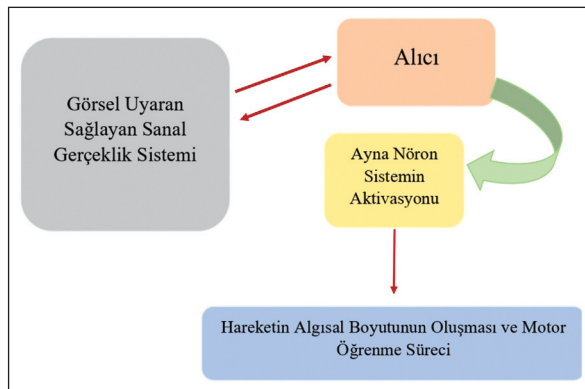 Görsel Uyaran
Sağlayan Sanal
Gerçeklik Sistemi
Alıcı
Ayna Nöron
Sistemin
Aktivasyonu
Hareketin Algısal Boyutunun Oluşması ve Motor
Öğrenme Süreci